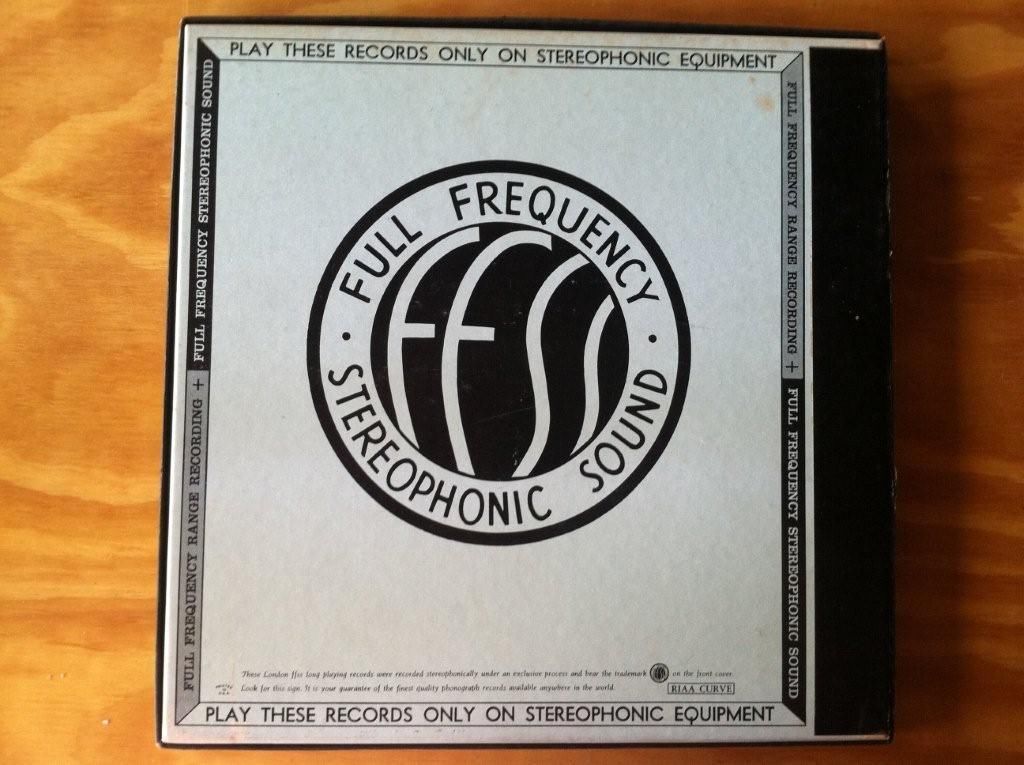 PLAY THESE RECORDS ONLY ON STEREOPHONIC EQUIPMENT
FULL FREQUENCY RANGE RECORDING + FULL FREQUENCY STEREOPHONIC SOUND
FULL FREQUENCY RANGE RECORDING + FULL FREQUENCY STEREOPHONIC SOUND
FULL FREQUENCY
FFSS
· STEREOPHONIC SOUND ·
These London ffss long playing records were recorded stereophonically under an exclusive process and bear the trademark on the front cover.
Look for this sign. It is your guarantee of the finest quality phonograph records available anywhere in the world.
RIAA CURVE
PLAY THESE RECORDS ONLY ON STEREOPHONIC EQUIPMENT